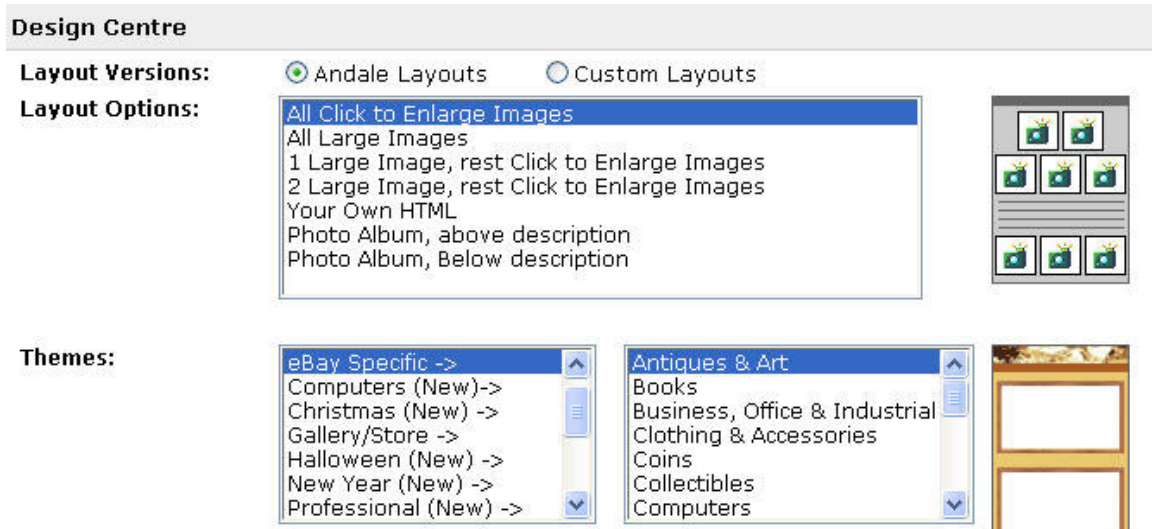 Design Centre
Layout Versions: Andale Layouts Custom Layouts
Layout Options:
All Click to Enlarge Images
All Large Images
1 Large Image, rest Click to Enlarge Images
2 Large Image, rest Click to Enlarge Images
Your Own HTML
Photo Album, above description
Photo Album, Below description
Themes:
eBay Specific ->
Computers (New)->
Christmas (New) ->
Gallery/Store ->
Halloween (New) ->
New Year (New) ->
Professional (New) ->
Antiques & Art
Books
Business, Office & Industrial
Clothing & Accessories
Coins
Collectibles
Computers